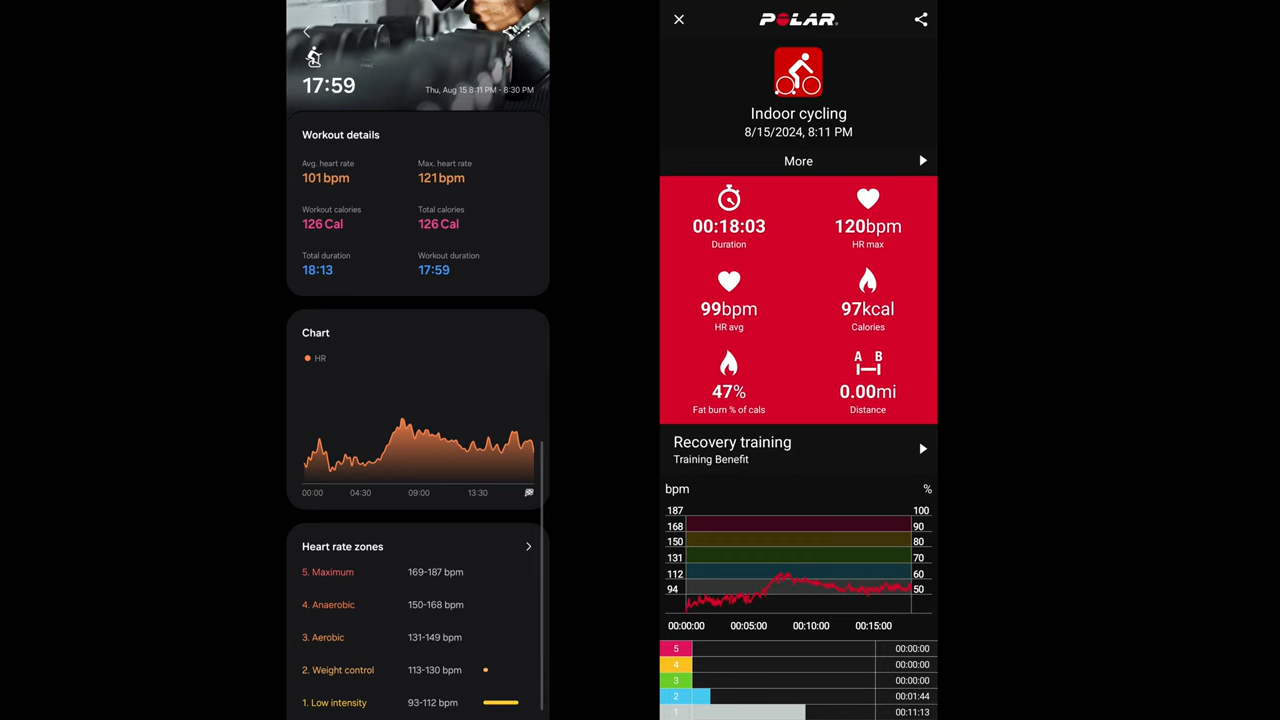 17:59
Thu, Aug 15 8:11 PM - 8:30 PM
Workout details
Avg. heart rate
Max. heart rate
101 bpm
121 bpm
Workout calories
Total calories
126 Cal
126 Cal
Total duration
Workout duration
18:13
17:59
Chart
HR
00:00 04:30 09:00 13:30
Heart rate zones
5. Maximum 169-187 bpm
4. Anaerobic 150-168 bpm
3. Aerobic 131-149 bpm
2. Weight control 113-130 bpm
1. Low intensity 93-112 bpm
POLAR
Indoor cycling
8/15/2024, 8:11 PM
More
00:18:03
Duration
120bpm
HR max
99bpm
HR avg
97kcal
Calories
47%
Fat burn % of cals
A B
0.00mi
Distance
Recovery training
Training Benefit
bpm %
187 100
168 90
150 80
131 70
112 60
94 50
00:00:00 00:05:00 00:10:00 00:15:00
5 00:00:00
4 00:00:00
3 00:00:00
2 00:01:44
1 00:11:13